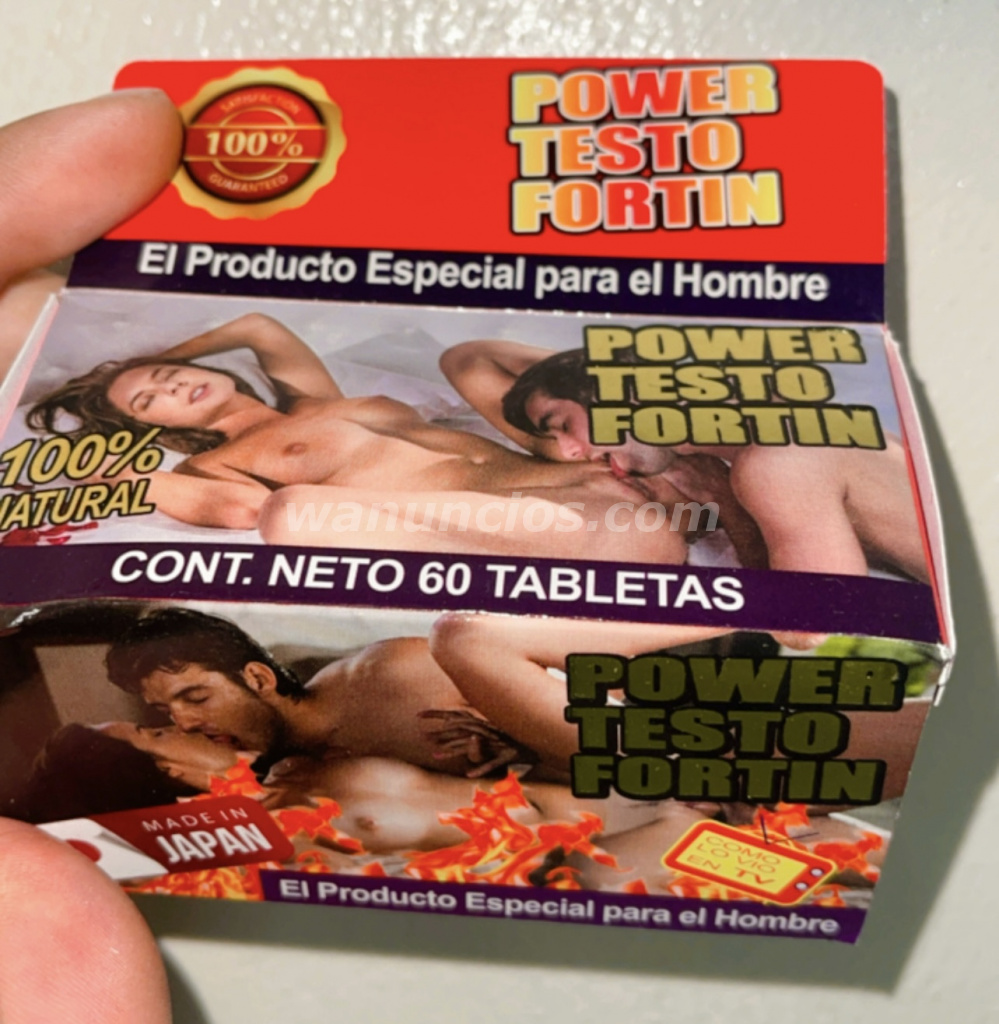 SATISFACTION
100%
GUARANTEED
POWER
TESTO
FORTIN
El Producto Especial para el Hombre
POWER
TESTO
FORTIN
100%
NATURAL
wanuncios.com
CONT. NETO 60 TABLETAS
POWER
TESTO
FORTIN
MADE IN
JAPAN
COMO
LO VIO
EN TV
El Producto Especial para el Hombre